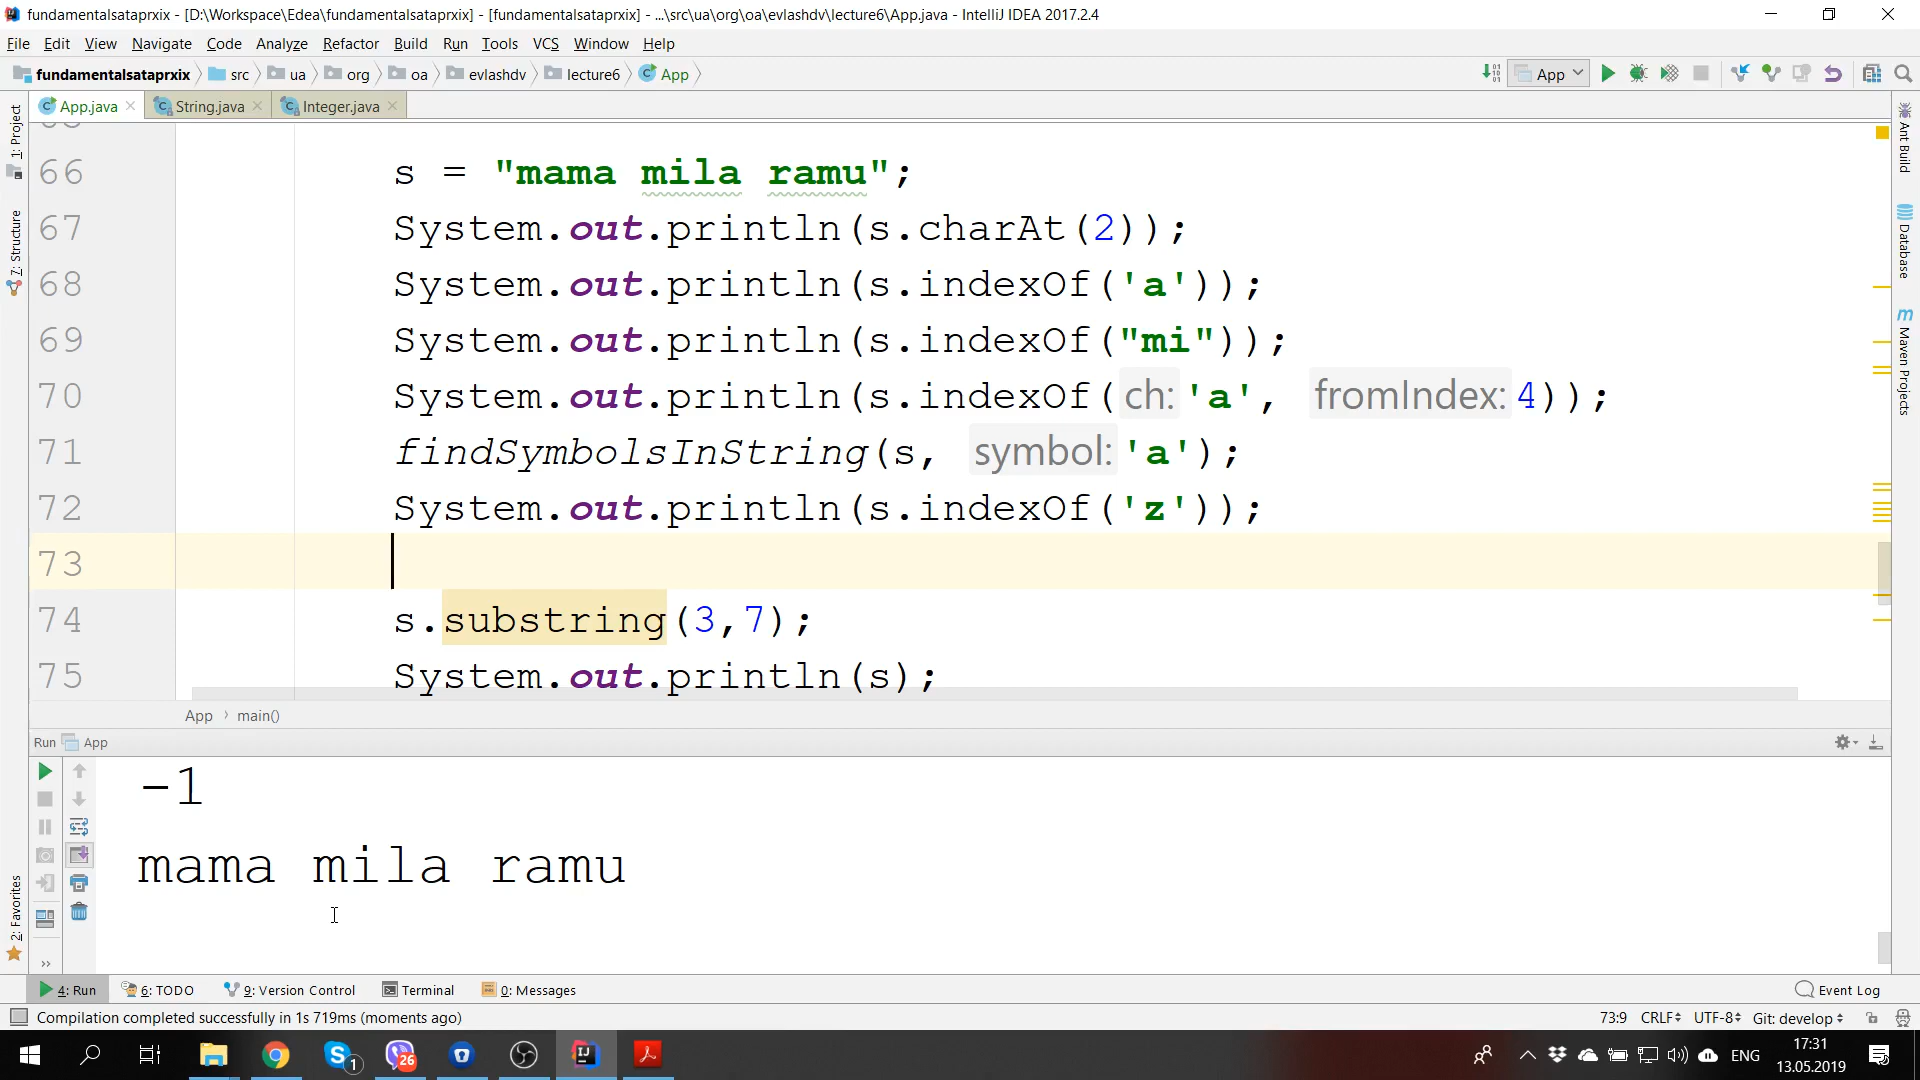 fundamentalsataprxix - [D:\Workspace\Edea\fundamentalsataprxix] - [fundamentalsataprxix] - ...\src\ua\org\oa\evlashdv\lecture6\App.java - IntelliJ IDEA 2017.2.4
File Edit View Navigate Code Analyze Refactor Build Run Tools VCS Window Help
fundamentalsataprxix src ua org oa evlashdv lecture6 App
App
App.java String.java Integer.java
66 s = "mama mila ramu";
67 System.out.println(s.charAt(2));
68 System.out.println(s.indexOf('a'));
69 System.out.println(s.indexOf("mi"));
70 System.out.println(s.indexOf( ch: 'a', fromIndex: 4));
71 findSymbolsInString(s, symbol: 'a');
72 System.out.println(s.indexOf('z'));
73
74 s.substring(3,7);
75 System.out.println(s);
App › main()
Run App
-1
mama mila ramu
1: Project
7: Structure
2: Favorites
Ant Build
Database
m Maven Projects
4: Run 6: TODO 9: Version Control Terminal 0: Messages Event Log
Compilation completed successfully in 1s 719ms (moments ago) 73:9 CRLF UTF-8 Git: develop
1 26 IJ ENG 17:31
13.05.2019